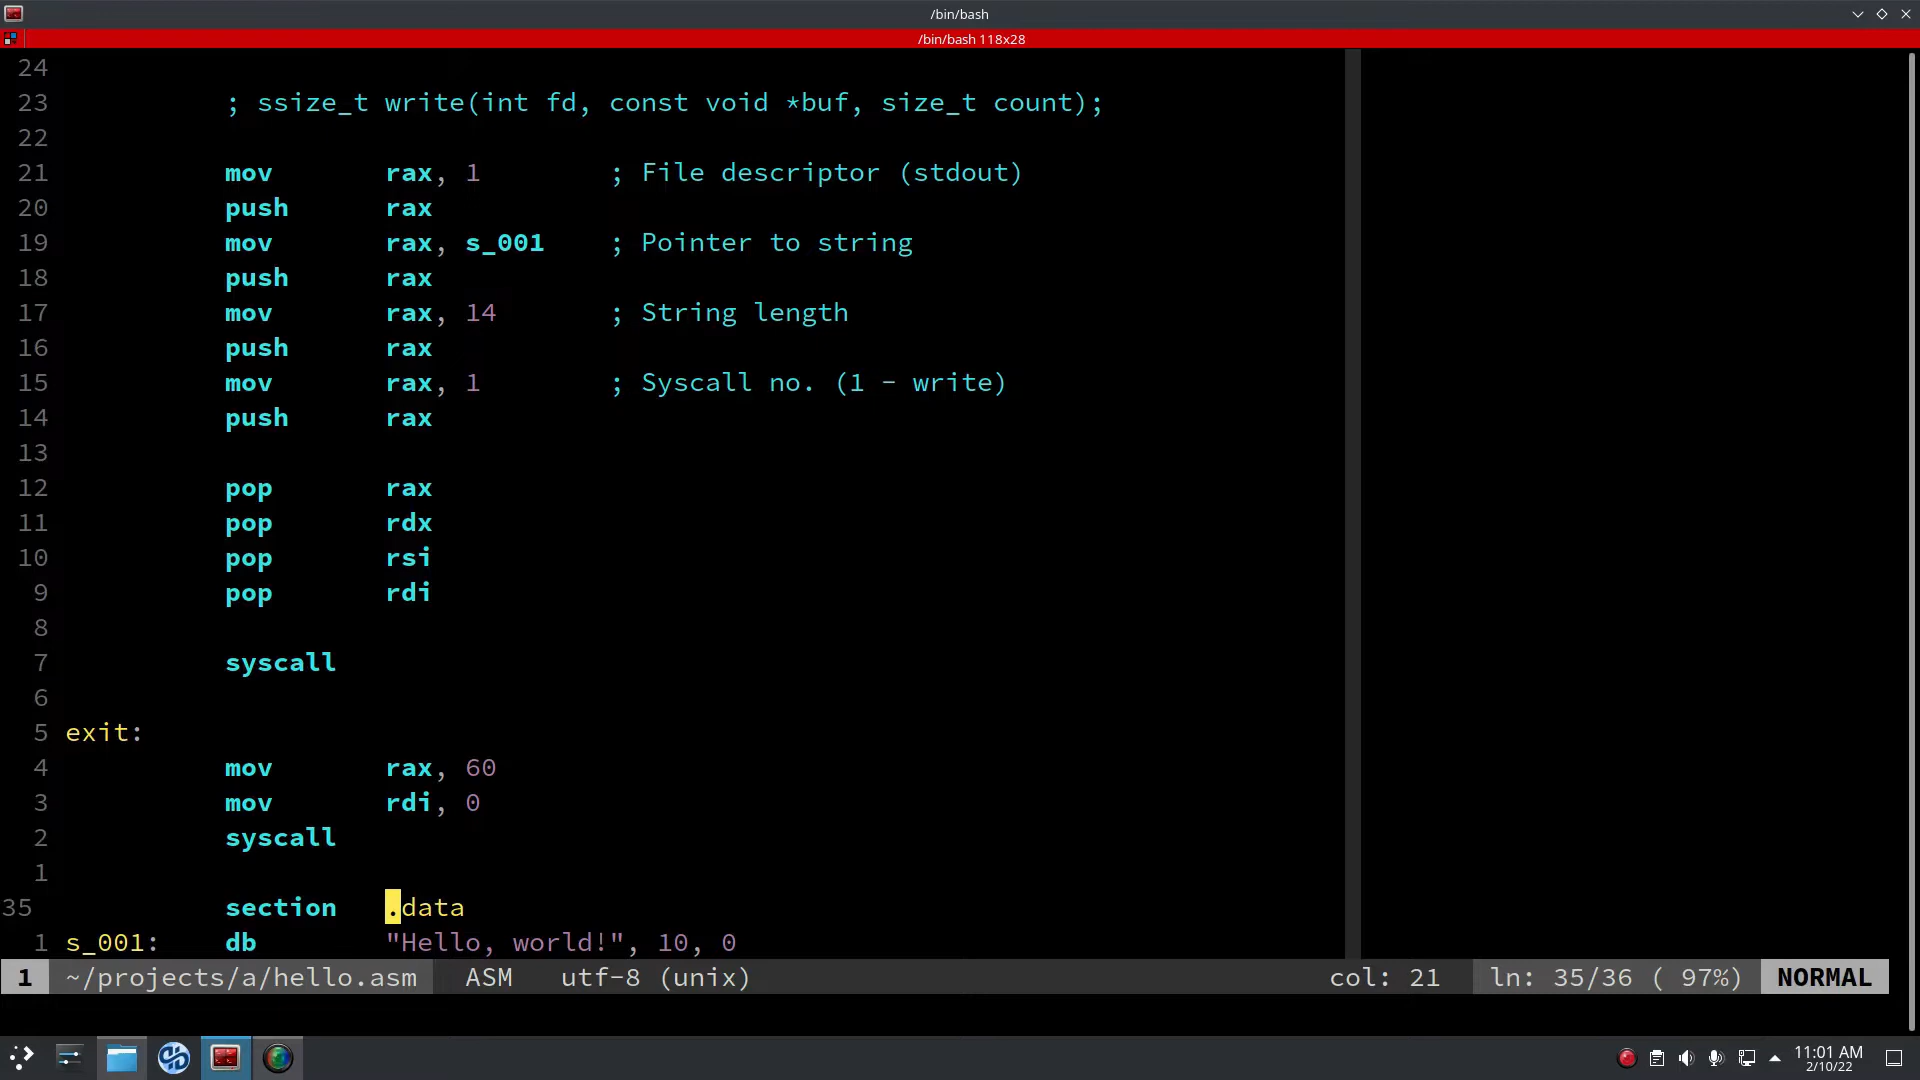 /bin/bash
/bin/bash 118x28
24
23 ; ssize_t write(int fd, const void *buf, size_t count);
22
21 mov rax, 1 ; File descriptor (stdout)
20 push rax
19 mov rax, s_001 ; Pointer to string
18 push rax
17 mov rax, 14 ; String length
16 push rax
15 mov rax, 1 ; Syscall no. (1 - write)
14 push rax
13
12 pop rax
11 pop rdx
10 pop rsi
9 pop rdi
8
7 syscall
6
5 exit:
4 mov rax, 60
3 mov rdi, 0
2 syscall
1
35 section .data
1 s_001: db "Hello, world!", 10, 0
1 ~/projects/a/hello.asm ASM utf-8 (unix) col: 21 ln: 35/36 ( 97%) NORMAL
11:01 AM
2/10/22